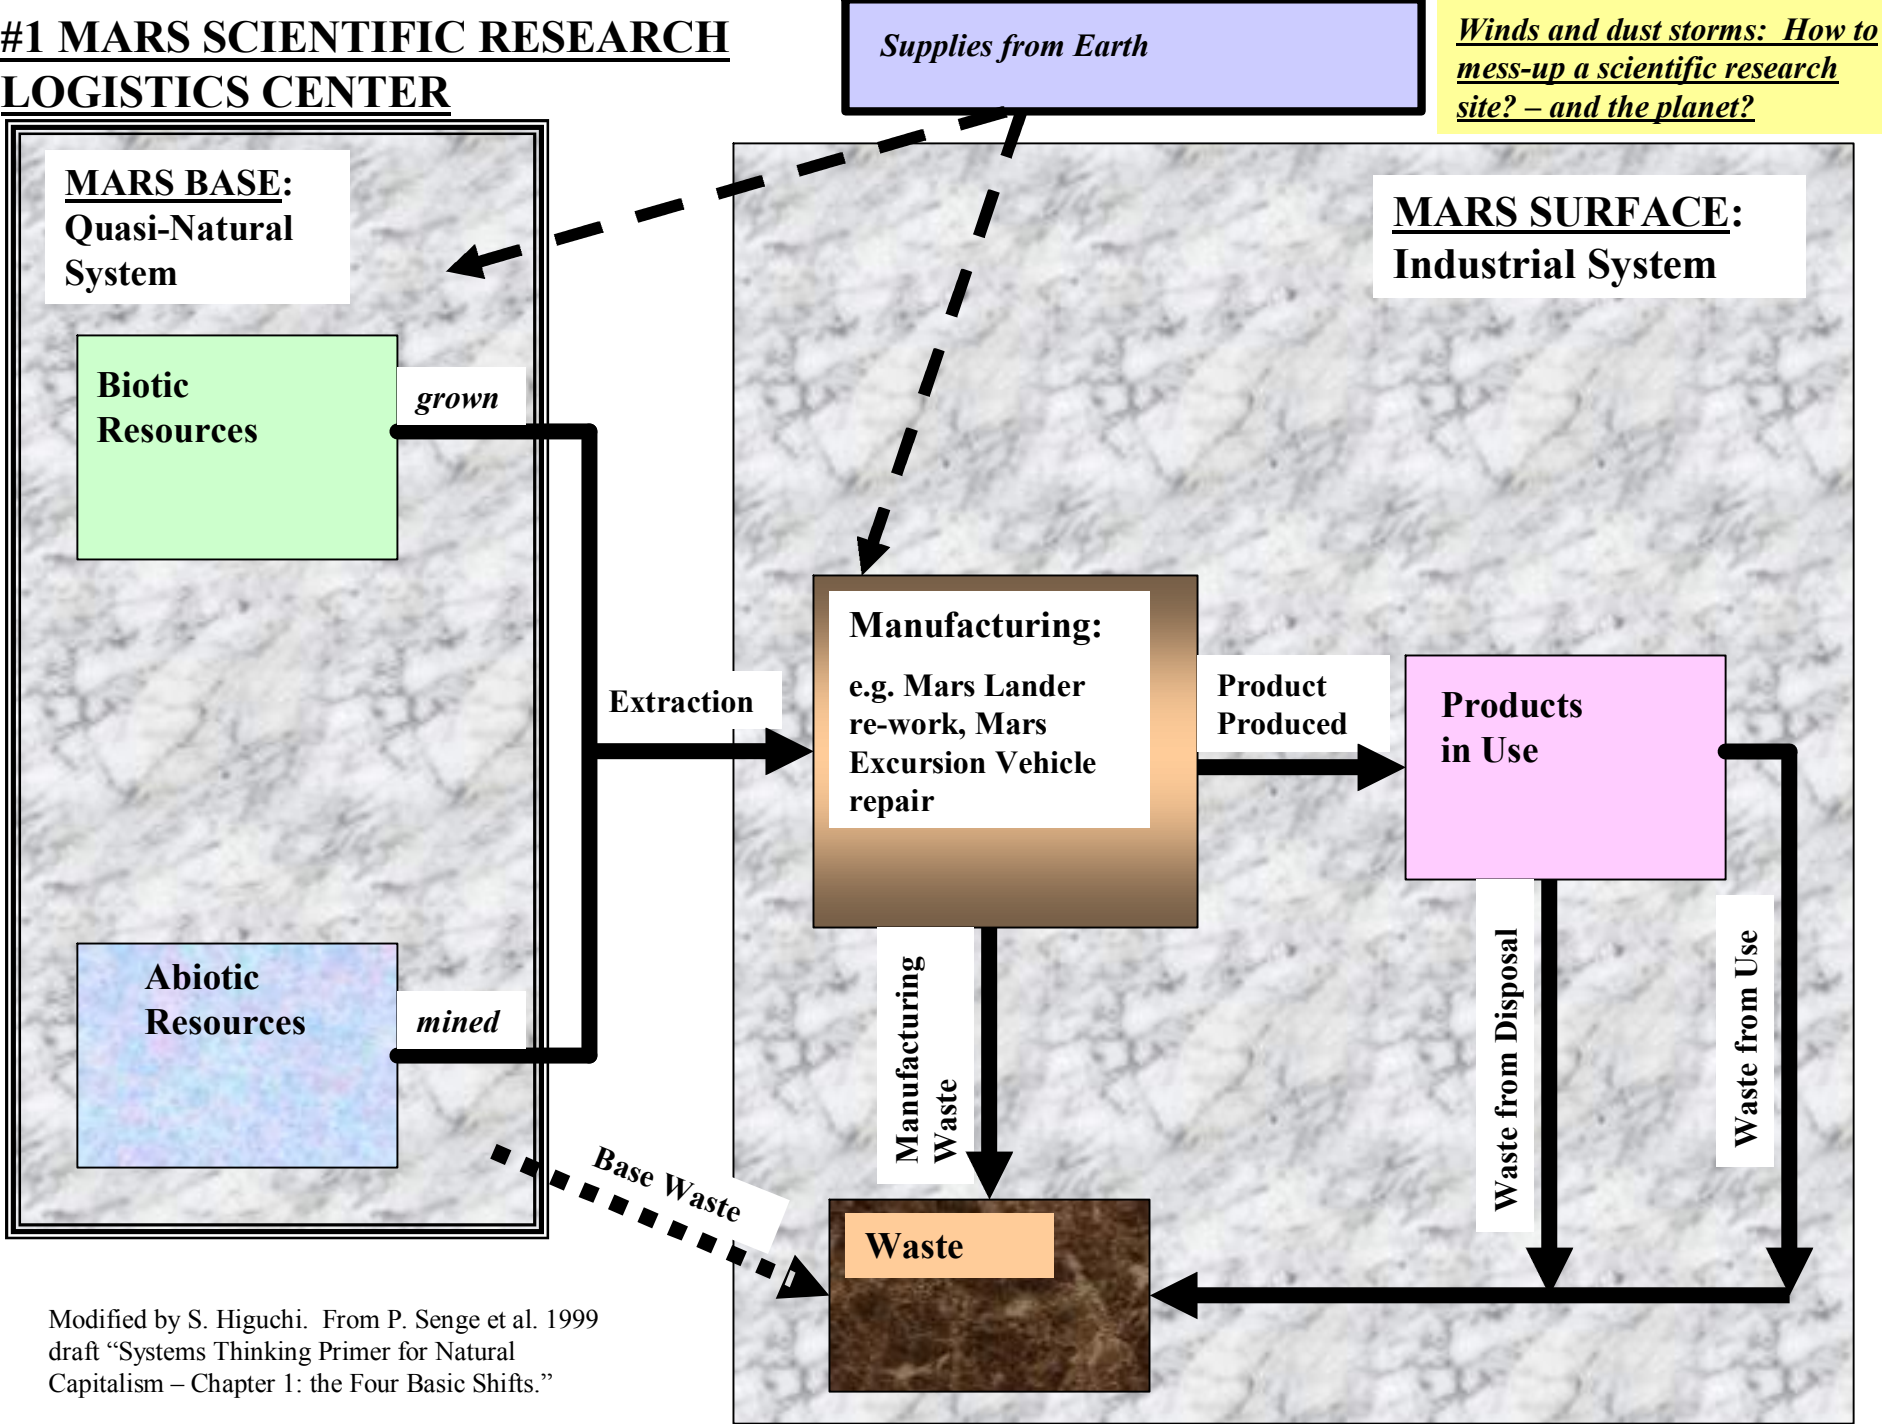 #1 MARS SCIENTIFIC RESEARCH
LOGISTICS CENTER
Supplies from Earth
Winds and dust storms:  How to
mess-up a scientific research
site? – and the planet?
MARS BASE:
Quasi-Natural
System
MARS SURFACE:
Industrial System
Biotic
Resources
grown
Extraction
Manufacturing:
e.g. Mars Lander
re-work, Mars
Excursion Vehicle
repair
Product
Produced
Products
in Use
Abiotic
Resources
mined
Base Waste
Manufacturing
Waste
Waste from Disposal
Waste from Use
Waste
Modified by S. Higuchi.  From P. Senge et al. 1999
draft “Systems Thinking Primer for Natural
Capitalism – Chapter 1: the Four Basic Shifts.”